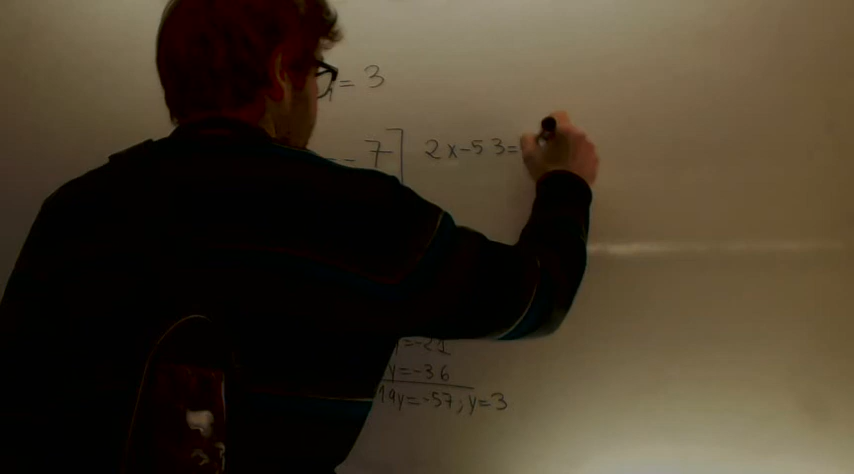 = 3
- 7 2x-53=
=-21
y=-36
19y=-57; y=3